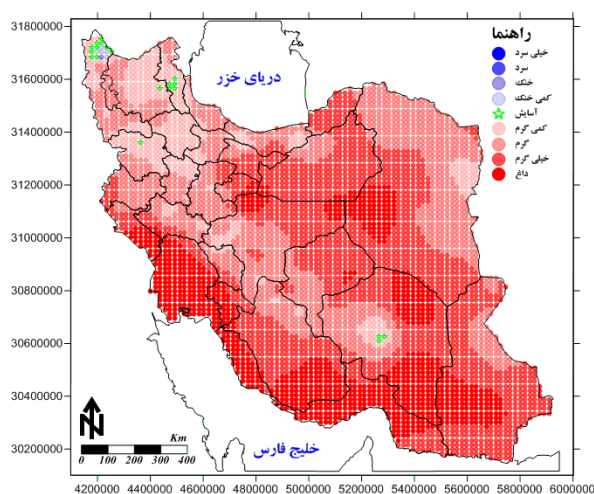 راهنما
خیلی سرد
سرد
خنک
کمی خنک
آسایش
کمی گرم
گرم
خیلی گرم
داغ
دریای خزر
خلیج فارس
N
Km
0 100 200 300 400
31800000
31600000
31400000
31200000
31000000
30800000
30600000
30400000
30200000
4200000 4400000 4600000 4800000 5000000 5200000 5400000 5600000 5800000 6000000